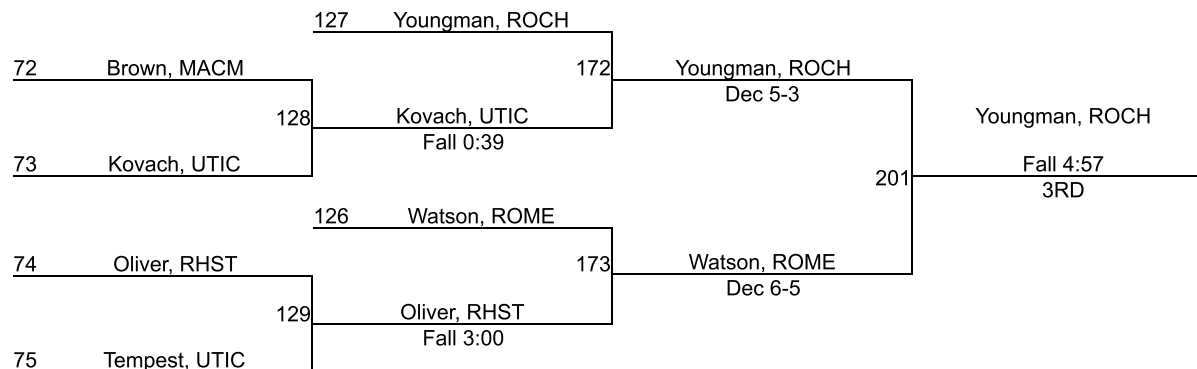 127 Youngman, ROCH
72 Brown, MACM
172 Youngman, ROCH
Dec 5-3
128 Kovach, UTIC
Fall 0:39
Youngman, ROCH
73 Kovach, UTIC
201 Fall 4:57
3RD
126 Watson, ROME
74 Oliver, RHST
173 Watson, ROME
Dec 6-5
129 Oliver, RHST
Fall 3:00
75 Tempest, UTIC